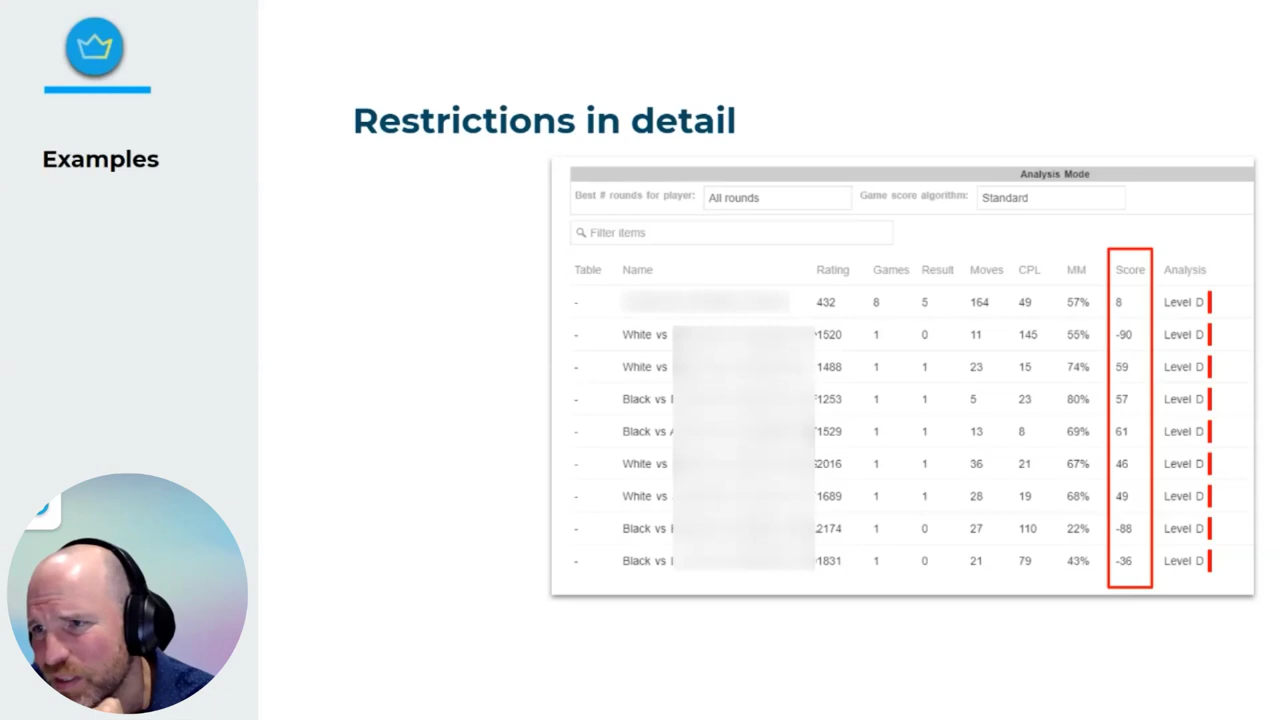 Restrictions in detail
Examples
Analysis Mode
Best # rounds for player: All rounds Game score algorithm: Standard
Filter items
Table Name Rating Games Result Moves CPL MM Score Analysis
- 432 8 5 164 49 57% 8 Level D
- White vs 1520 1 0 11 145 55% -90 Level D
- White vs 1488 1 1 23 15 74% 59 Level D
- Black vs 1253 1 1 5 23 80% 57 Level D
- Black vs 1529 1 1 13 8 69% 61 Level D
- White vs 2016 1 1 36 21 67% 46 Level D
- White vs 1689 1 1 28 19 68% 49 Level D
- Black vs 2174 1 0 27 110 22% -88 Level D
- Black vs 1831 1 0 21 79 43% -36 Level D